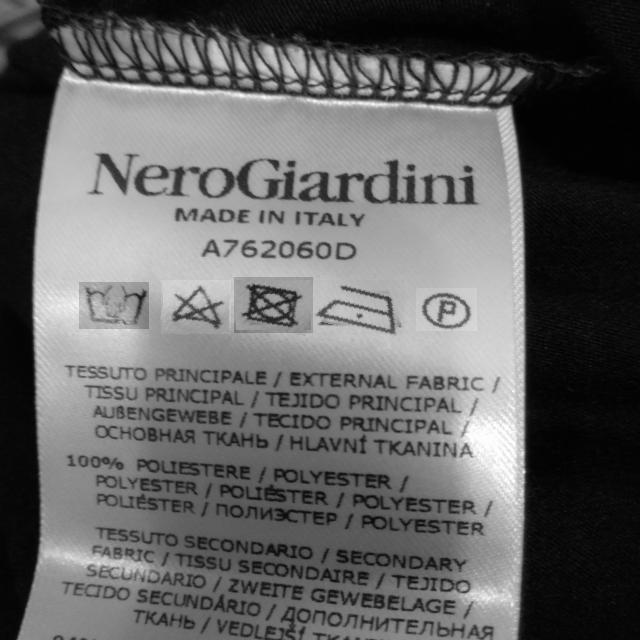 NeroGiardini
MADE IN ITALY
A762060D
P
TESSUTO PRINCIPALE / EXTERNAL FABRIC /
TISSU PRINCIPAL / TEJIDO PRINCIPAL /
AUßENGEWEBE / TECIDO PRINCIPAL /
ОСНОВНАЯ ТКАНЬ / HLAVNÍ TKANINA
100% POLIESTERE / POLYESTER /
POLYESTER / POLIÉSTER / POLYESTER /
POLIÉSTER / ПОЛИЭСТЕР / POLYESTER
TESSUTO SECONDARIO / SECONDARY
FABRIC / TISSU SECONDAIRE / TEJIDO
SECUNDARIO / ZWEITE GEWEBELAGE /
TECIDO SECUNDÁRIO / ДОПОЛНИТЕЛЬНАЯ
ТКАНЬ / VEDLEJŠÍ